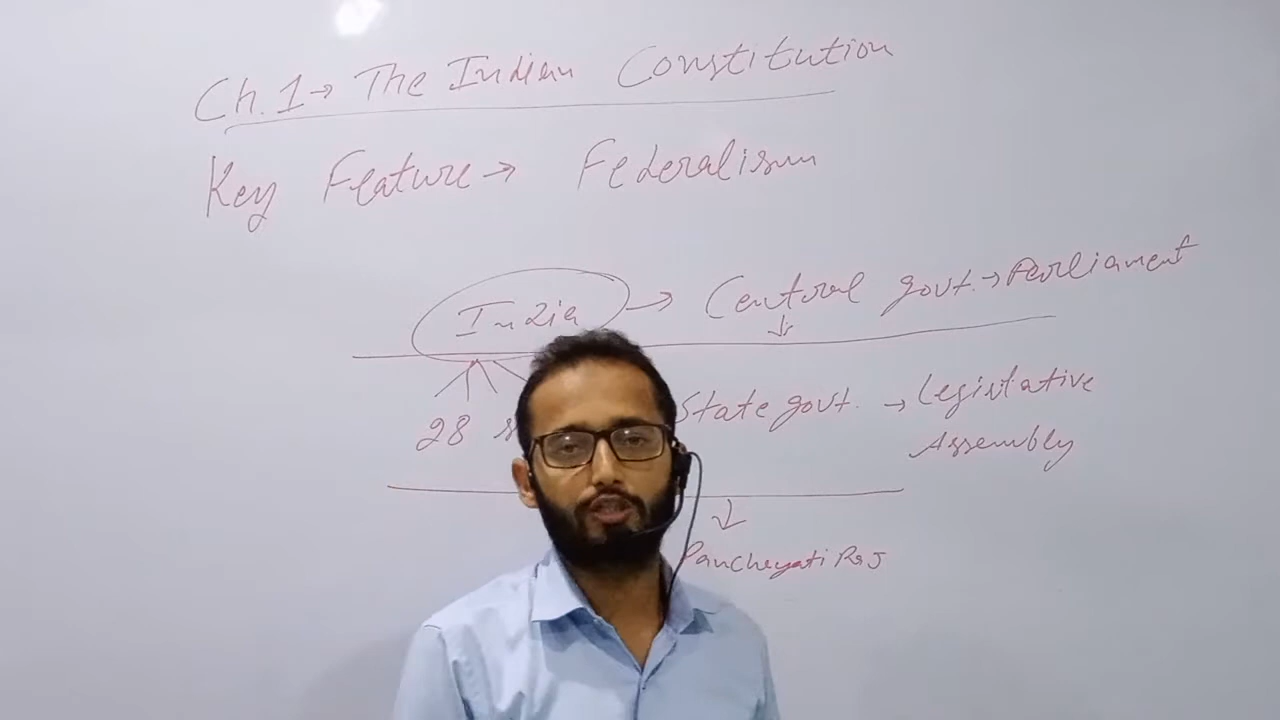 Ch. 1 → The Indian Constitution
Key Feature → Federalism
India → Central govt. → Parliament
28
State govt. → Legislative
Assembly
Panchayati Raj